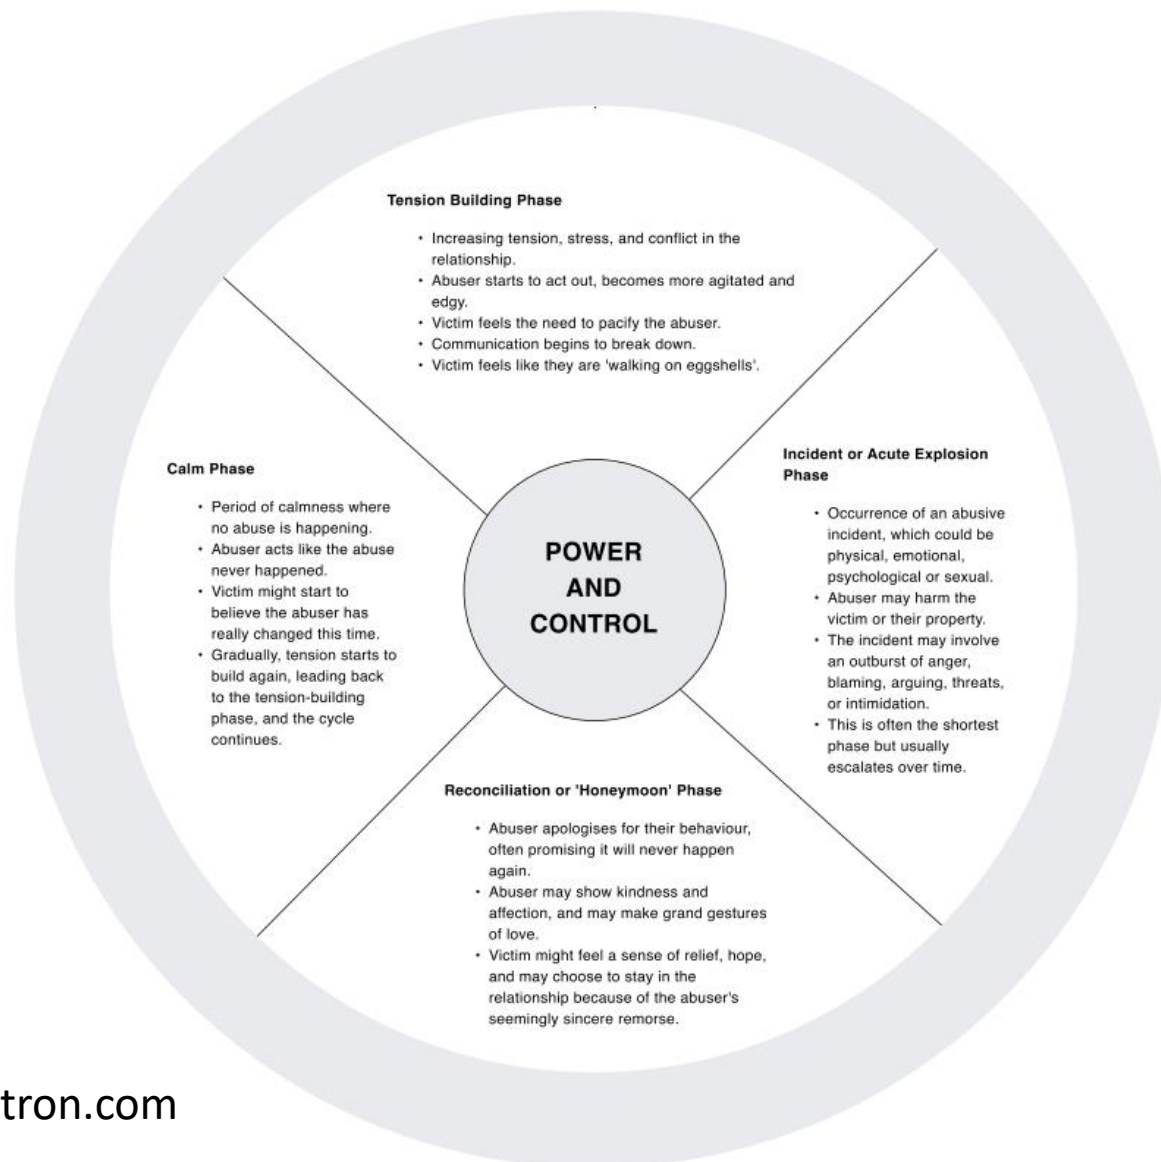 Tension Building Phase
• Increasing tension, stress, and conflict in the
relationship.
• Abuser starts to act out, becomes more agitated and
edgy.
• Victim feels the need to pacify the abuser.
• Communication begins to break down.
• Victim feels like they are 'walking on eggshells'.
Incident or Acute Explosion
Phase
• Occurrence of an abusive
incident, which could be
physical, emotional,
psychological or sexual.
• Abuser may harm the
victim or their property.
• The incident may involve
an outburst of anger,
blaming, arguing, threats,
or intimidation.
• This is often the shortest
phase but usually
escalates over time.
Reconciliation or 'Honeymoon' Phase
• Abuser apologises for their behaviour,
often promising it will never happen
again.
• Abuser may show kindness and
affection, and may make grand gestures
of love.
• Victim might feel a sense of relief, hope,
and may choose to stay in the
relationship because of the abuser's
seemingly sincere remorse.
Calm Phase
• Period of calmness where
no abuse is happening.
• Abuser acts like the abuse
never happened.
• Victim might start to
believe the abuser has
really changed this time.
• Gradually, tension starts to
build again, leading back
to the tension-building
phase, and the cycle
continues.
POWER
AND
CONTROL
tron.com